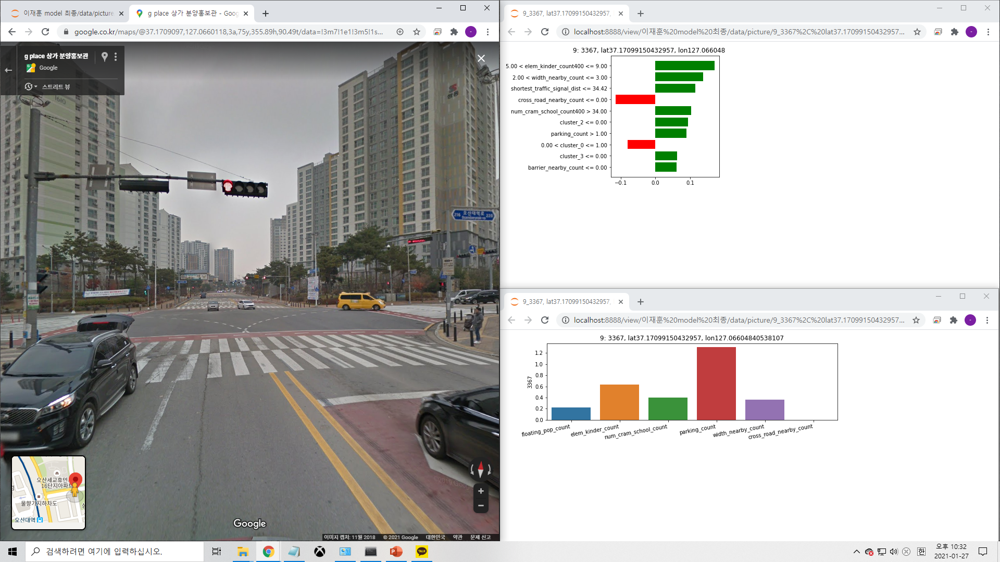 이재훈 model 최종/data/picture
g place 상가 분양홍보관 - Goog
google.co.kr/maps/@37.1709097,127.0660118,3a,75y,355.89h,90.49t/data=!3m7!1e1!3m5!1s...
g place 상가 분양홍보관
Google
스트리트 뷰
216 오산대역로 220
Osandaeyeok-ro
오산세교휴먼..
16단지아파트
물향기지하차도
오산대역
Google
이미지 캡처: 11월 2018 © 2021 Google 대한민국 약관 문제 신고
9_3367, lat37.17099150432957,
localhost:8888/view/이재훈%20model%20최종/data/picture/9_3367%2C%20lat37.17099150432957...
9: 3367, lat37.17099150432957, lon127.066048
5.00 < elem_kinder_count400 <= 9.00
2.00 < width_nearby_count <= 3.00
shortest_traffic_signal_dist <= 34.42
cross_road_nearby_count <= 0.00
num_cram_school_count400 > 34.00
cluster_2 <= 0.00
parking_count > 1.00
0.00 < cluster_0 <= 1.00
cluster_3 <= 0.00
barrier_nearby_count <= 0.00
−0.1 0.0 0.1
9_3367, lat37.17099150432957,
localhost:8888/view/이재훈%20model%20최종/data/picture/9_3367%2C%20lat37.17099150432957...
9: 3367, lat37.17099150432957, lon127.06604840538107
1.2
1.0
0.8
0.6
0.4
0.2
0.0
3367
floating_pop_count
elem_kinder_count
num_cram_school_count
parking_count
width_nearby_count
cross_road_nearby_count
검색하려면 여기에 입력하십시오.
TALK
한
오후 10:32
2021-01-27